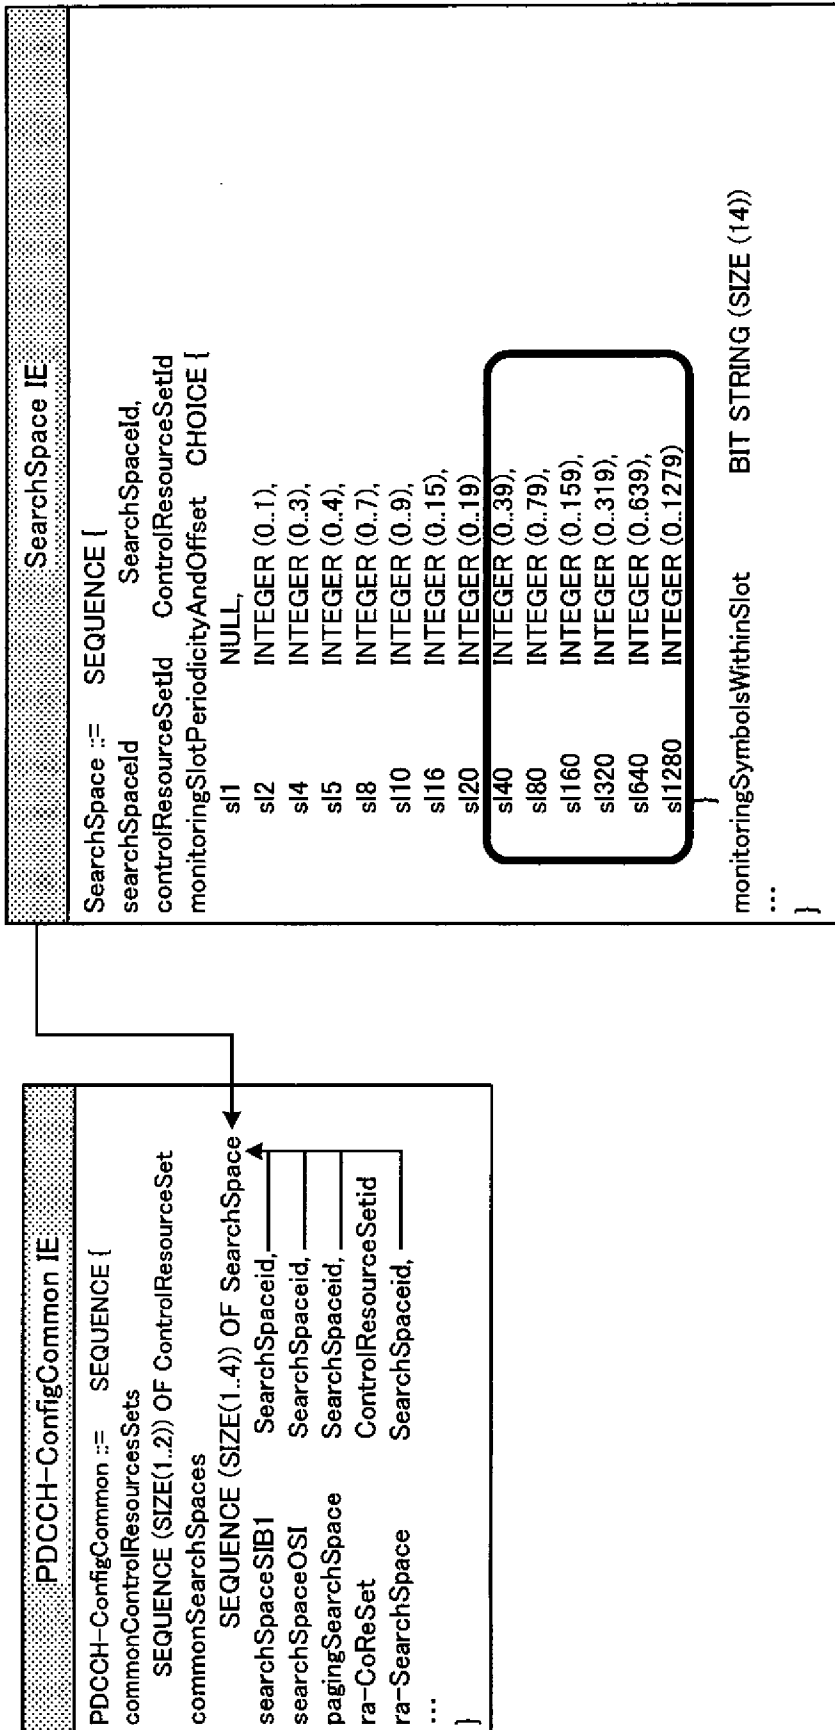 PDCCH-ConfigCommon IE
PDCCH-ConfigCommon ::= SEQUENCE {
commonControlResourcesSets
SEQUENCE (SIZE(1..2)) OF ControlResourceSet
commonSearchSpaces
SEQUENCE (SIZE(1..4)) OF SearchSpace
searchSpaceSIB1 SearchSpaceid,
searchSpaceOSI SearchSpaceid,
pagingSearchSpace SearchSpaceid,
ra-CoReSet ControlResourceSetid
ra-SearchSpace SearchSpaceid,
...
}
SearchSpace IE
SearchSpace ::= SEQUENCE {
searchSpaceId SearchSpaceId,
controlResourceSetId ControlResourceSetId
monitoringSlotPeriodicityAndOffset CHOICE {
sl1 NULL,
sl2 INTEGER (0..1),
sl4 INTEGER (0..3),
sl5 INTEGER (0..4),
sl8 INTEGER (0..7),
sl10 INTEGER (0..9),
sl16 INTEGER (0..15),
sl20 INTEGER (0..19)
sl40 INTEGER (0..39),
sl80 INTEGER (0..79),
sl160 INTEGER (0..159),
sl320 INTEGER (0..319),
sl640 INTEGER (0..639),
sl1280 INTEGER (0..1279)
}
monitoringSymbolsWithinSlot BIT STRING (SIZE (14))
...
}